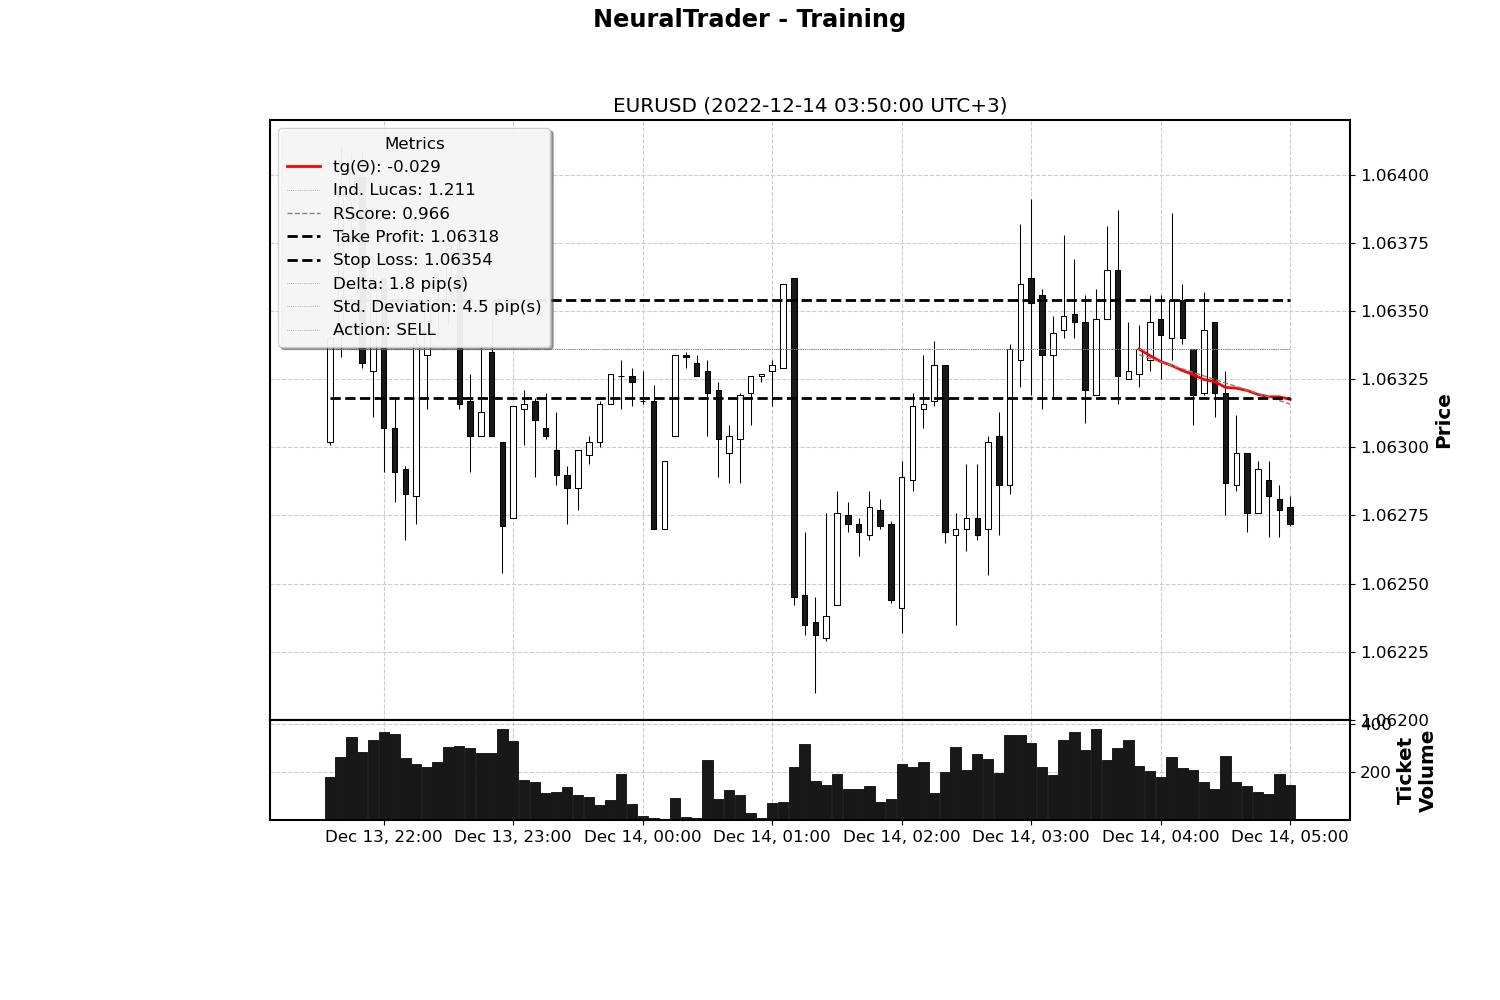 NeuralTrader - Training
EURUSD (2022-12-14 03:50:00 UTC+3)
Metrics
tg(Θ): -0.029
Ind. Lucas: 1.211
RScore: 0.966
Take Profit: 1.06318
Stop Loss: 1.06354
Delta: 1.8 pip(s)
Std. Deviation: 4.5 pip(s)
Action: SELL
1.06400
1.06375
1.06350
1.06325
1.06300
1.06275
1.06250
1.06225
1.06200
Price
400
200
Ticket
Volume
Dec 13, 22:00
Dec 13, 23:00
Dec 14, 00:00
Dec 14, 01:00
Dec 14, 02:00
Dec 14, 03:00
Dec 14, 04:00
Dec 14, 05:00